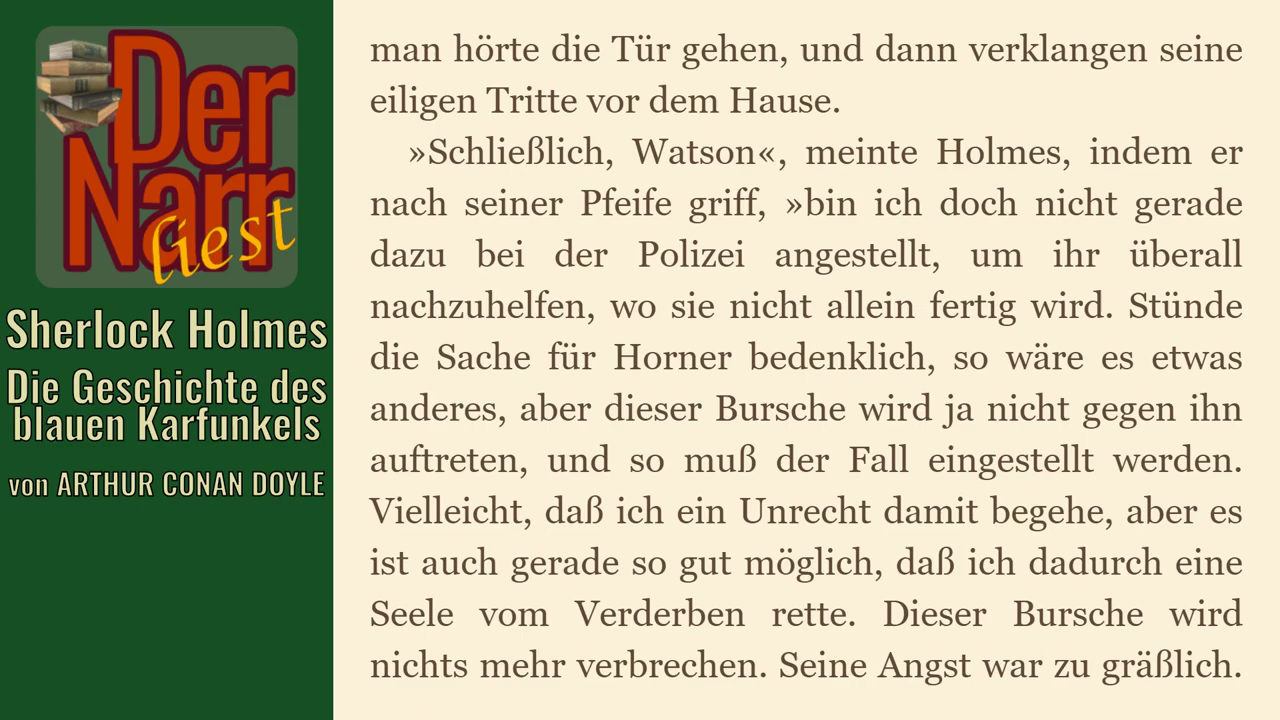 Der
Narr
liest
Sherlock Holmes
Die Geschichte des
blauen Karfunkels
von ARTHUR CONAN DOYLE
man hörte die Tür gehen, und dann verklangen seine
eiligen Tritte vor dem Hause.
»Schließlich, Watson«, meinte Holmes, indem er
nach seiner Pfeife griff, »bin ich doch nicht gerade
dazu bei der Polizei angestellt, um ihr überall
nachzuhelfen, wo sie nicht allein fertig wird. Stünde
die Sache für Horner bedenklich, so wäre es etwas
anderes, aber dieser Bursche wird ja nicht gegen ihn
auftreten, und so muß der Fall eingestellt werden.
Vielleicht, daß ich ein Unrecht damit begehe, aber es
ist auch gerade so gut möglich, daß ich dadurch eine
Seele vom Verderben rette. Dieser Bursche wird
nichts mehr verbrechen. Seine Angst war zu gräßlich.